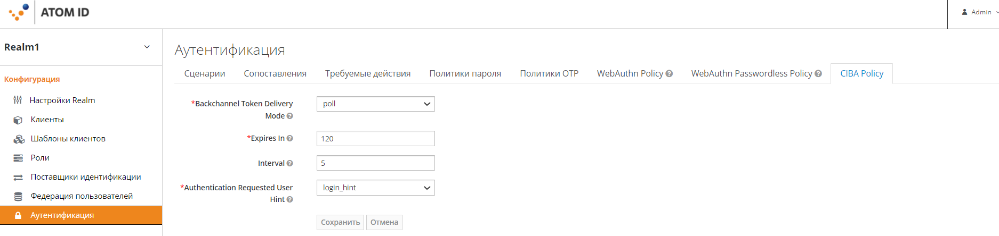 ATOM ID
Admin
Realm1
Конфигурация
Настройки Realm
Клиенты
Шаблоны клиентов
Роли
Поставщики идентификации
Федерация пользователей
Аутентификация
Аутентификация
Сценарии Сопоставления Требуемые действия Политики пароля Политики OTP WebAuthn Policy ? WebAuthn Passwordless Policy ? CIBA Policy
*Backchannel Token Delivery
Mode ? poll
*Expires In ? 120
Interval ? 5
*Authentication Requested User
Hint ? login_hint
Сохранить Отмена